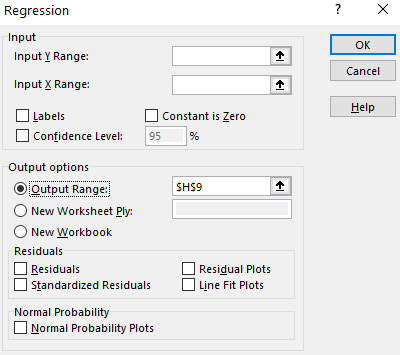 Regression ? ×
Input
Input Y Range:
Input X Range:
Labels Constant is Zero
Confidence Level: 95 %
OK
Cancel
Help
Output options
Output Range: $H$9
New Worksheet Ply:
New Workbook
Residuals
Residuals Residual Plots
Standardized Residuals Line Fit Plots
Normal Probability
Normal Probability Plots